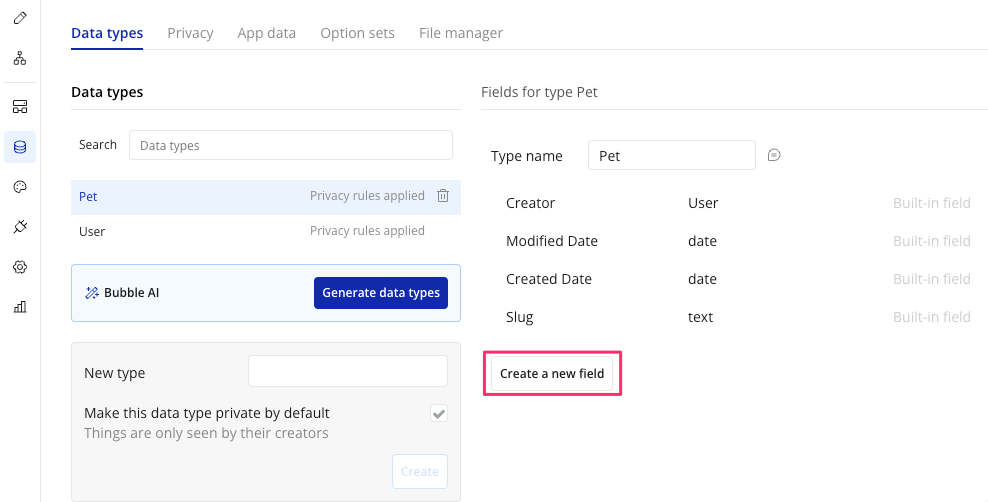 Data types Privacy App data Option sets File manager
Data types
Search Data types
Pet Privacy rules applied
User Privacy rules applied
Bubble AI Generate data types
New type
Make this data type private by default
Things are only seen by their creators
Create
Fields for type Pet
Type name Pet
Creator User Built-in field
Modified Date date Built-in field
Created Date date Built-in field
Slug text Built-in field
Create a new field